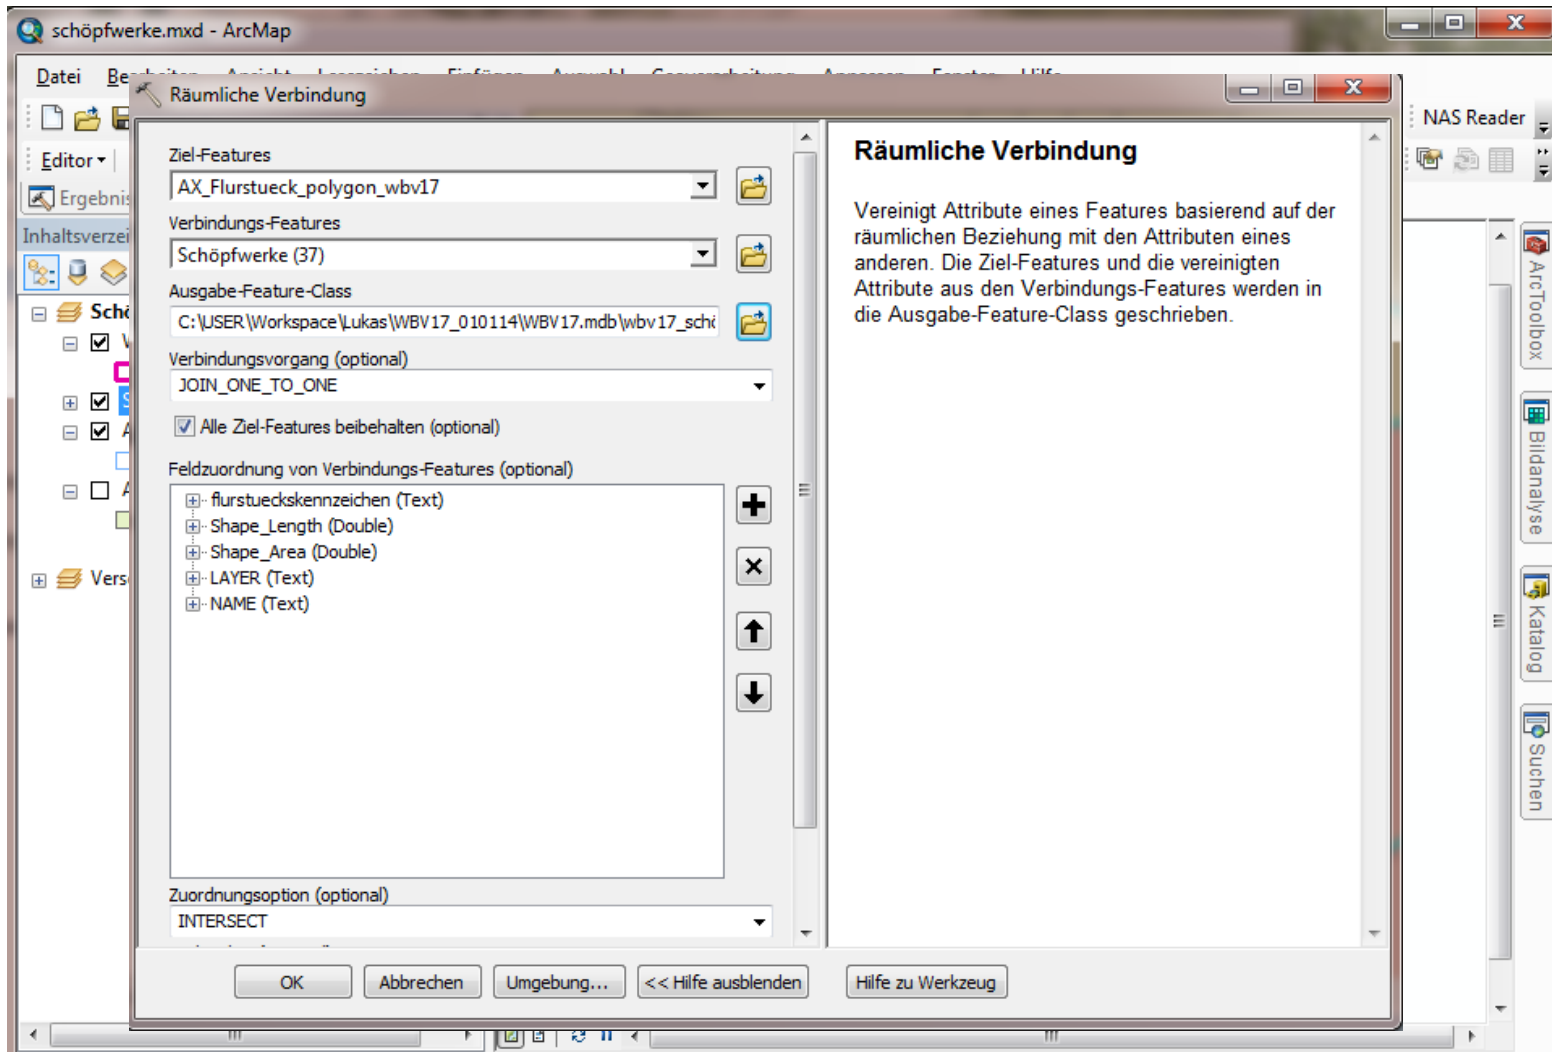 schöpfwerke.mxd - ArcMap
Datei
Räumliche Verbindung
NAS Reader
Editor
Ziel-Features
AX_Flurstueck_polygon_wbv17
Verbindungs-Features
Schöpfwerke (37)
Ausgabe-Feature-Class
C:\USER\Workspace\Lukas\WBV17_010114\WBV17.mdb\wbv17_schö
Verbindungsvorgang (optional)
JOIN_ONE_TO_ONE
Alle Ziel-Features beibehalten (optional)
Feldzuordnung von Verbindungs-Features (optional)
flurstueckskennzeichen (Text)
Shape_Length (Double)
Shape_Area (Double)
LAYER (Text)
NAME (Text)
Zuordnungsoption (optional)
INTERSECT
OK
Abbrechen
Umgebung...
<< Hilfe ausblenden
Hilfe zu Werkzeug
Räumliche Verbindung
Vereinigt Attribute eines Features basierend auf der
räumlichen Beziehung mit den Attributen eines
anderen. Die Ziel-Features und die vereinigten
Attribute aus den Verbindungs-Features werden in
die Ausgabe-Feature-Class geschrieben.
Ergebnis
Inhaltsverzei
Schö
Vers
ArcToolbox
Bildanalyse
Katalog
Suchen